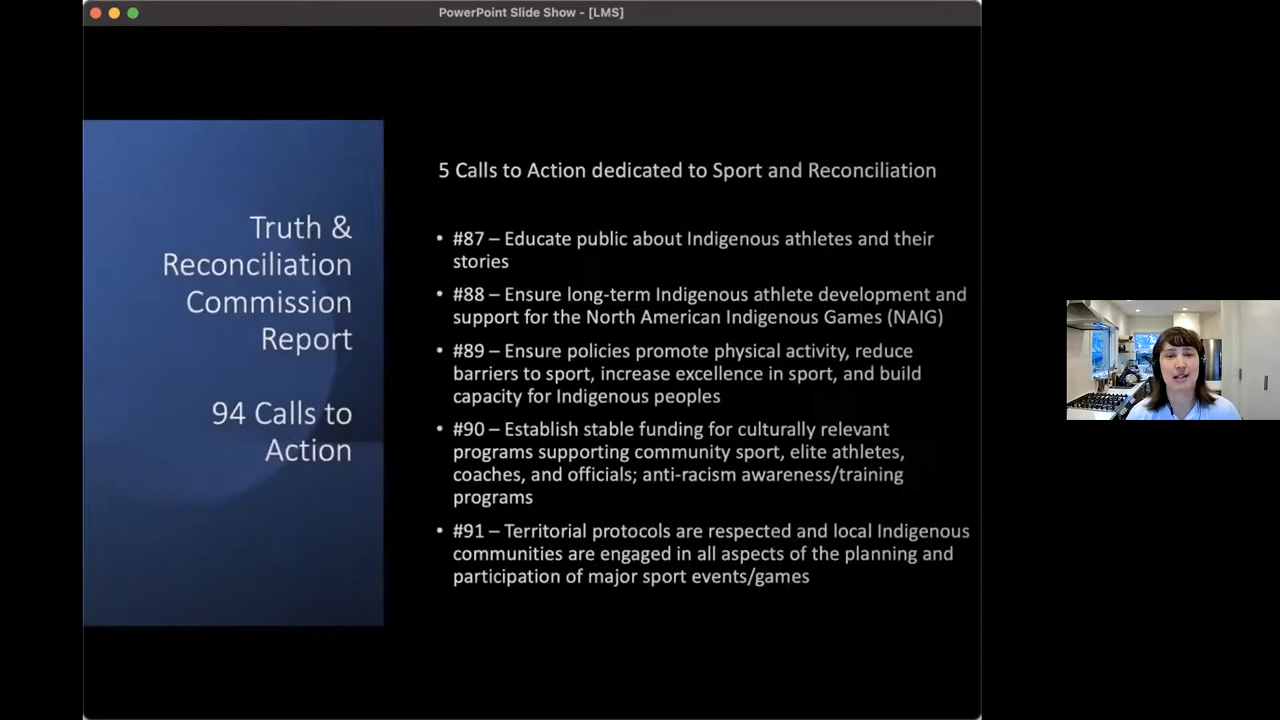 PowerPoint Slide Show - [LMS]
Truth &
Reconciliation
Commission
Report
94 Calls to
Action
5 Calls to Action dedicated to Sport and Reconciliation
• #87 – Educate public about Indigenous athletes and their
stories
• #88 – Ensure long-term Indigenous athlete development and
support for the North American Indigenous Games (NAIG)
• #89 – Ensure policies promote physical activity, reduce
barriers to sport, increase excellence in sport, and build
capacity for Indigenous peoples
• #90 – Establish stable funding for culturally relevant
programs supporting community sport, elite athletes,
coaches, and officials; anti-racism awareness/training
programs
• #91 – Territorial protocols are respected and local Indigenous
communities are engaged in all aspects of the planning and
participation of major sport events/games